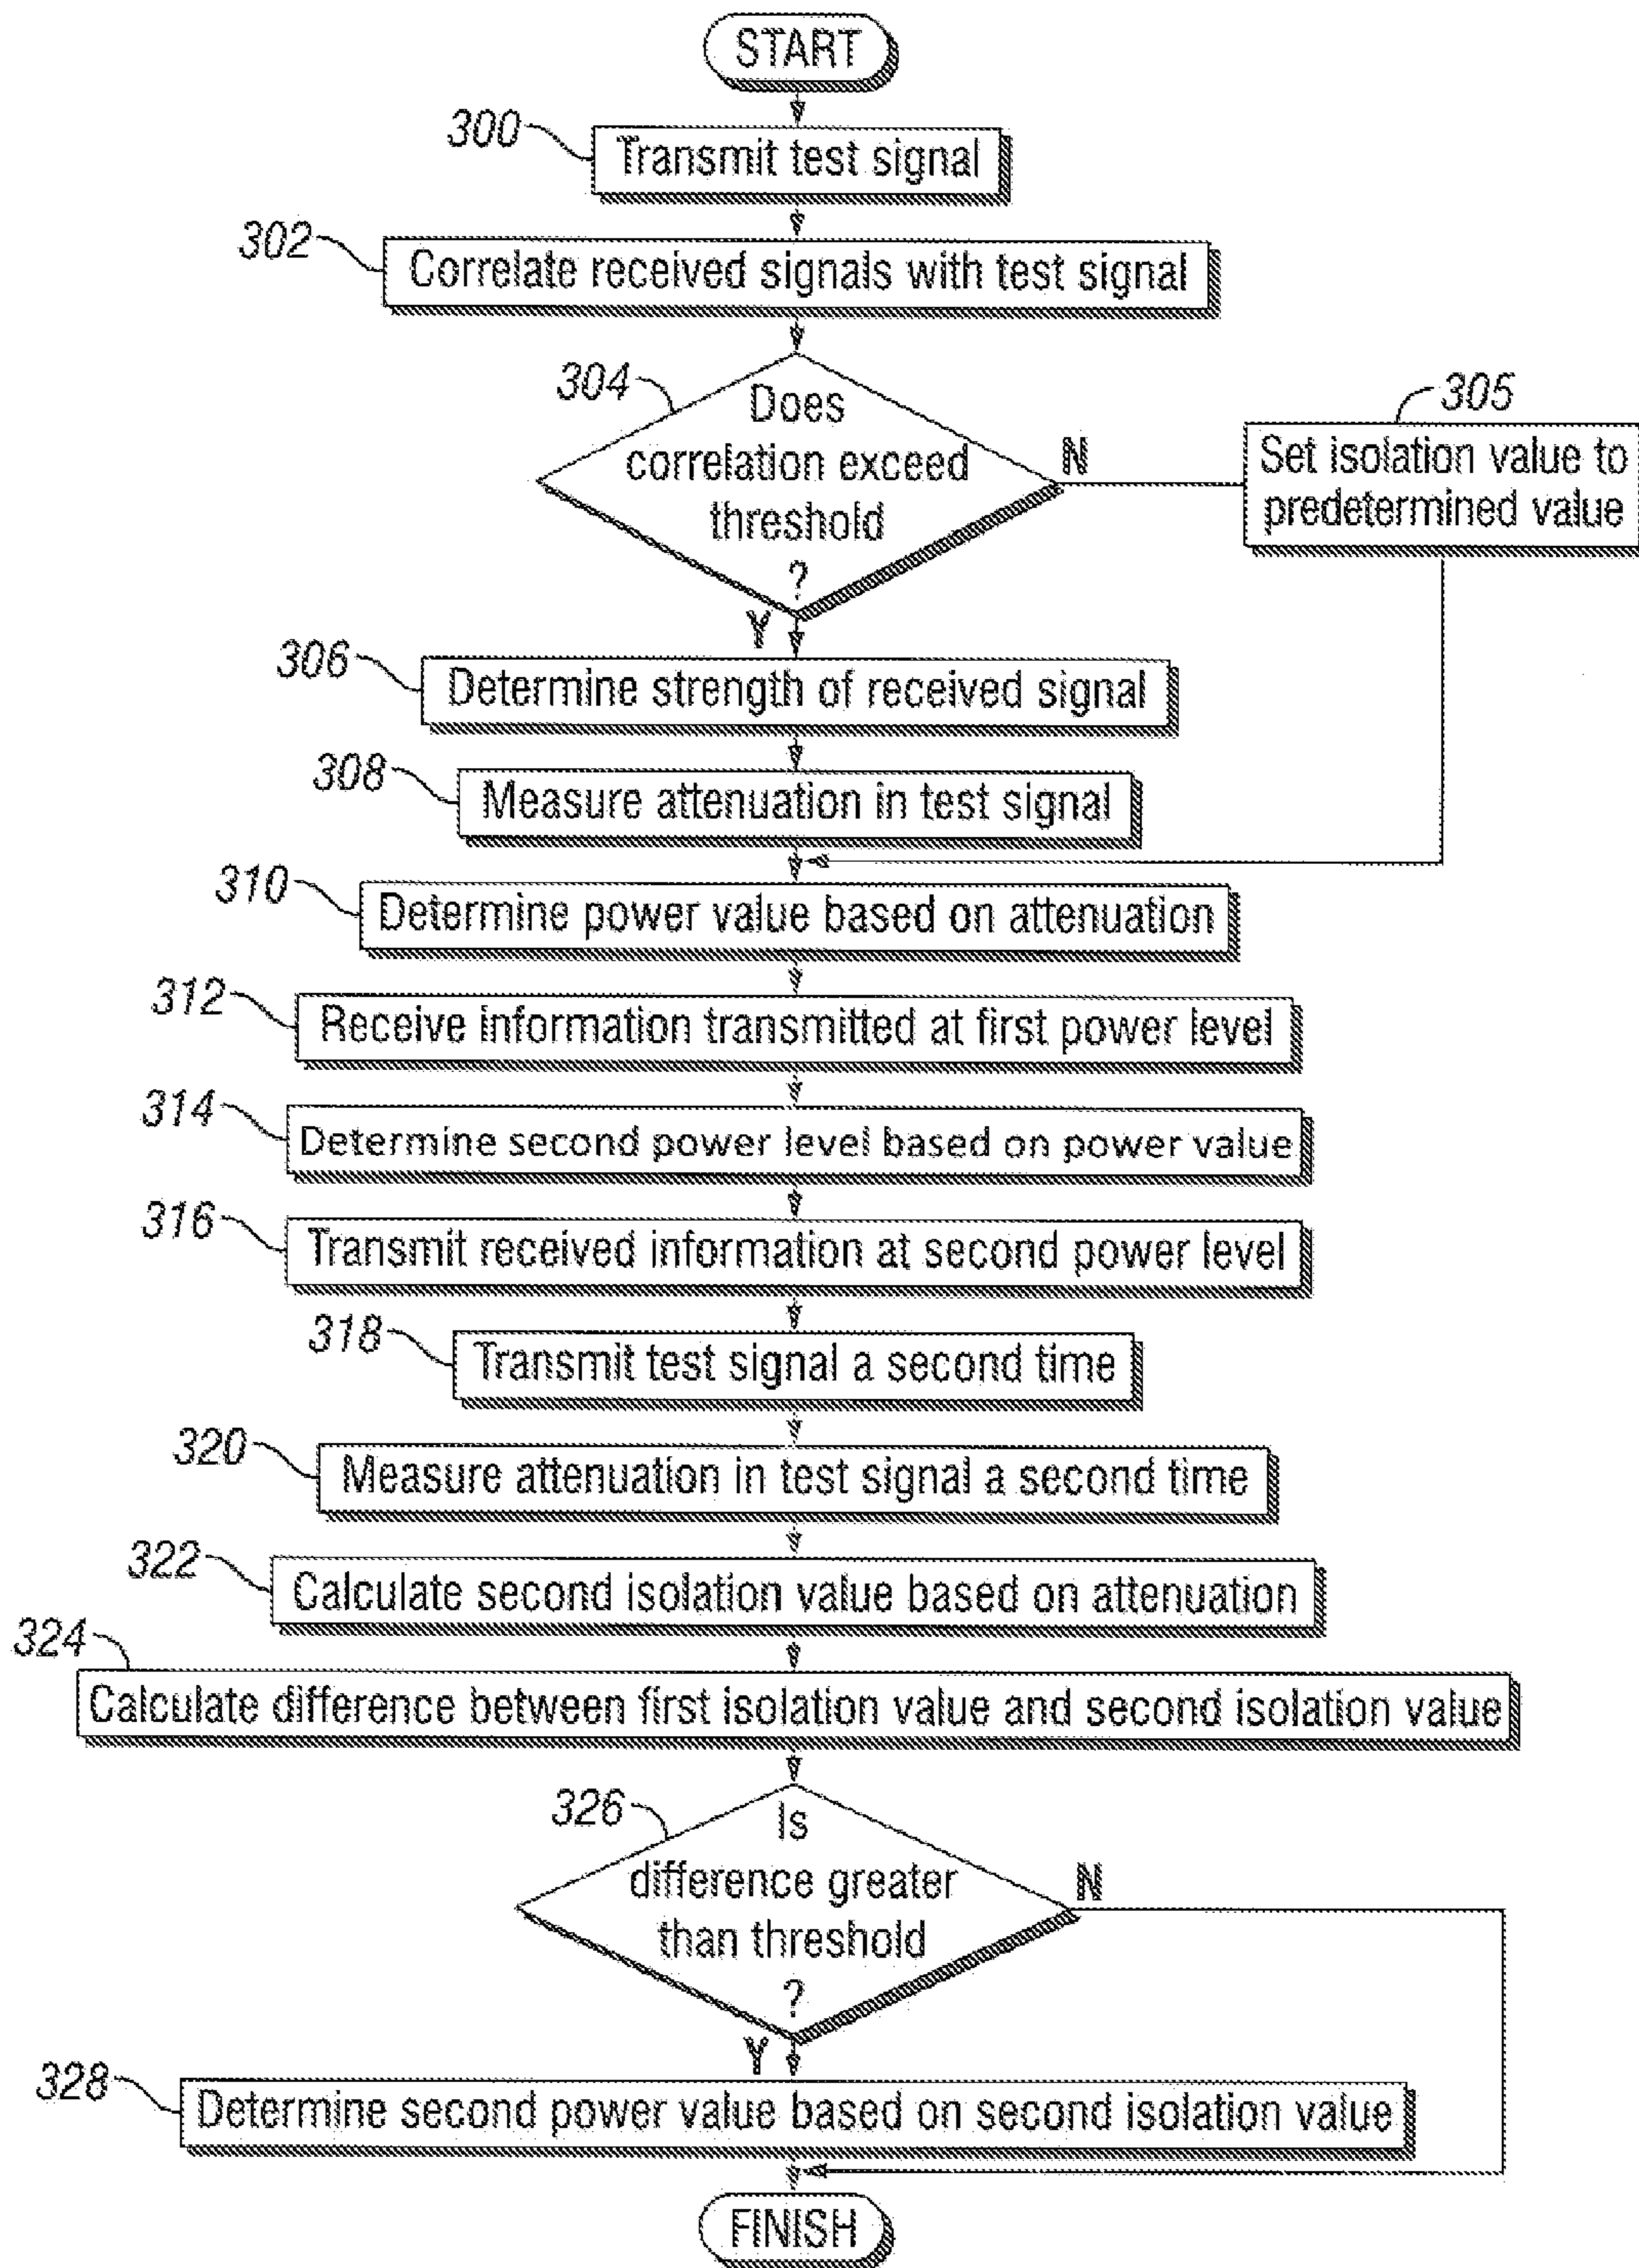 START
300
Transmit test signal
302
Correlate received signals with test signal
304
Does
correlation exceed
threshold
?
N
305
Set isolation value to
predetermined value
Y
306
Determine strength of received signal
308
Measure attenuation in test signal
310
Determine power value based on attenuation
312
Receive information transmitted at first power level
314
Determine second power level based on power value
316
Transmit received information at second power level
318
Transmit test signal a second time
320
Measure attenuation in test signal a second time
322
Calculate second isolation value based on attenuation
324
Calculate difference between first isolation value and second isolation value
326
Is
difference greater
than threshold
?
N
Y
328
Determine second power value based on second isolation value
FINISH